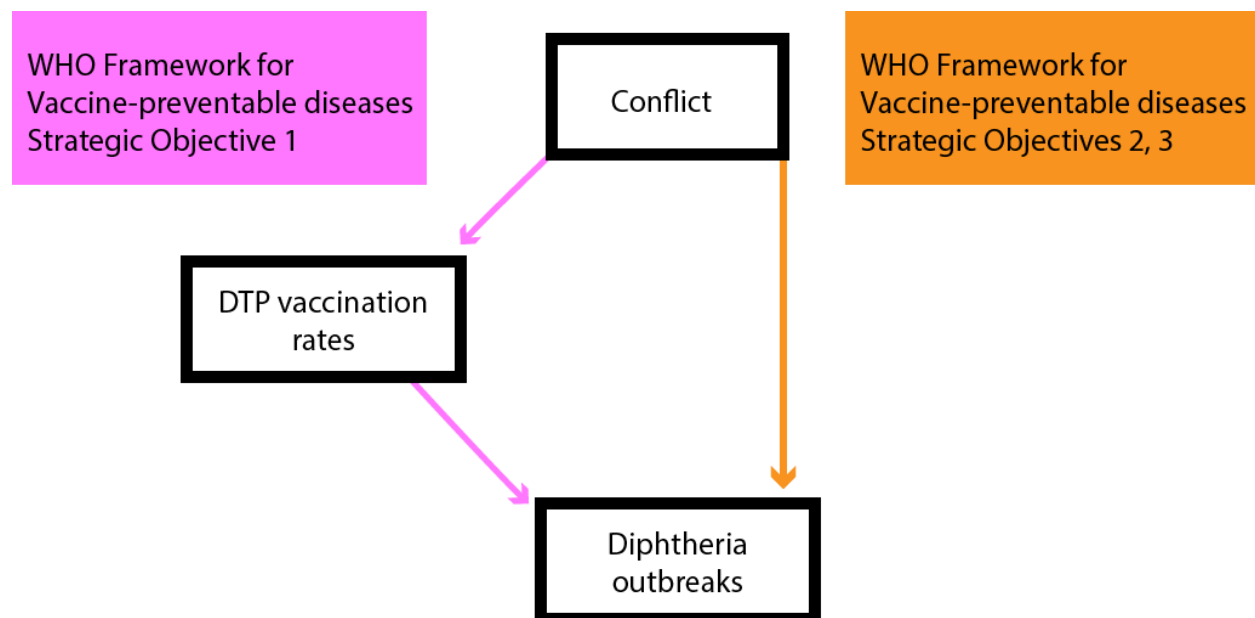 WHO Framework for
Vaccine-preventable diseases
Strategic Objective 1
Conflict
WHO Framework for
Vaccine-preventable diseases
Strategic Objectives 2, 3
DTP vaccination
rates
Diphtheria
outbreaks